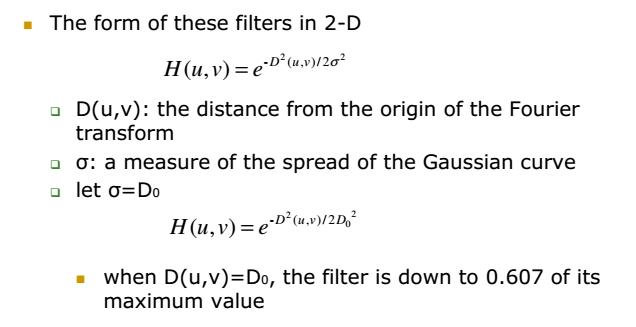 The form of these filters in 2-D
H(u,v) = e^{-D²(u,v)/2σ²}
D(u,v): the distance from the origin of the Fourier
transform
σ: a measure of the spread of the Gaussian curve
let σ=D₀
H(u,v) = e^{-D²(u,v)/2D₀²}
when D(u,v)=D₀, the filter is down to 0.607 of its
maximum value